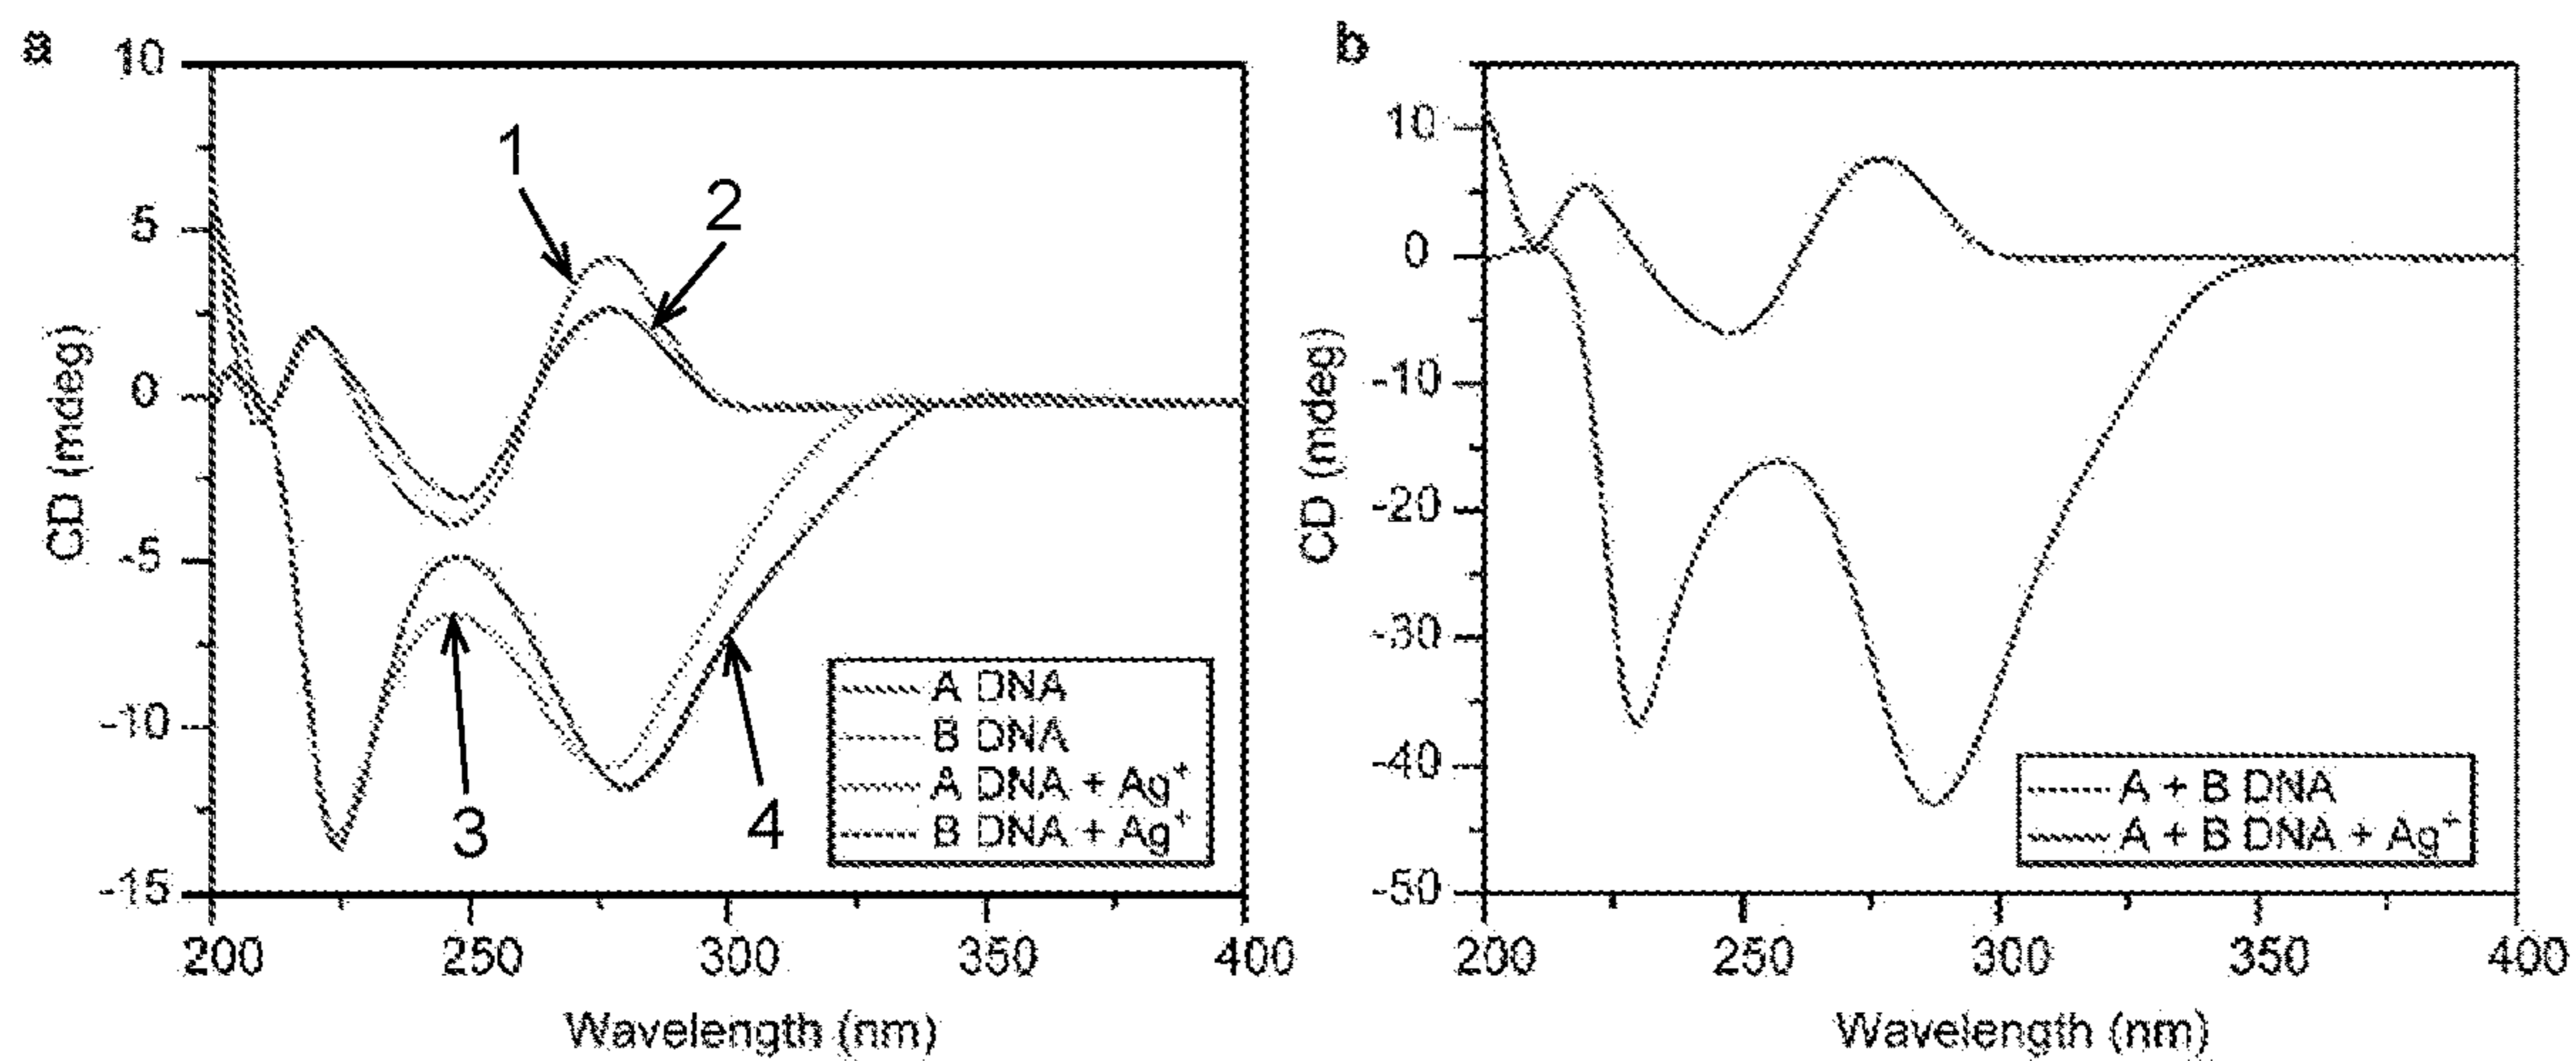 a
10
5
0
-5
-10
-15
CD (mdeg)
1
2
3
4
A DNA
B DNA
A DNA + Ag⁺
B DNA + Ag⁺
200 250 300 350 400
Wavelength (nm)
b
10
0
-10
-20
-30
-40
-50
CD (mdeg)
A + B DNA
A + B DNA + Ag⁺
200 250 300 350 400
Wavelength (nm)